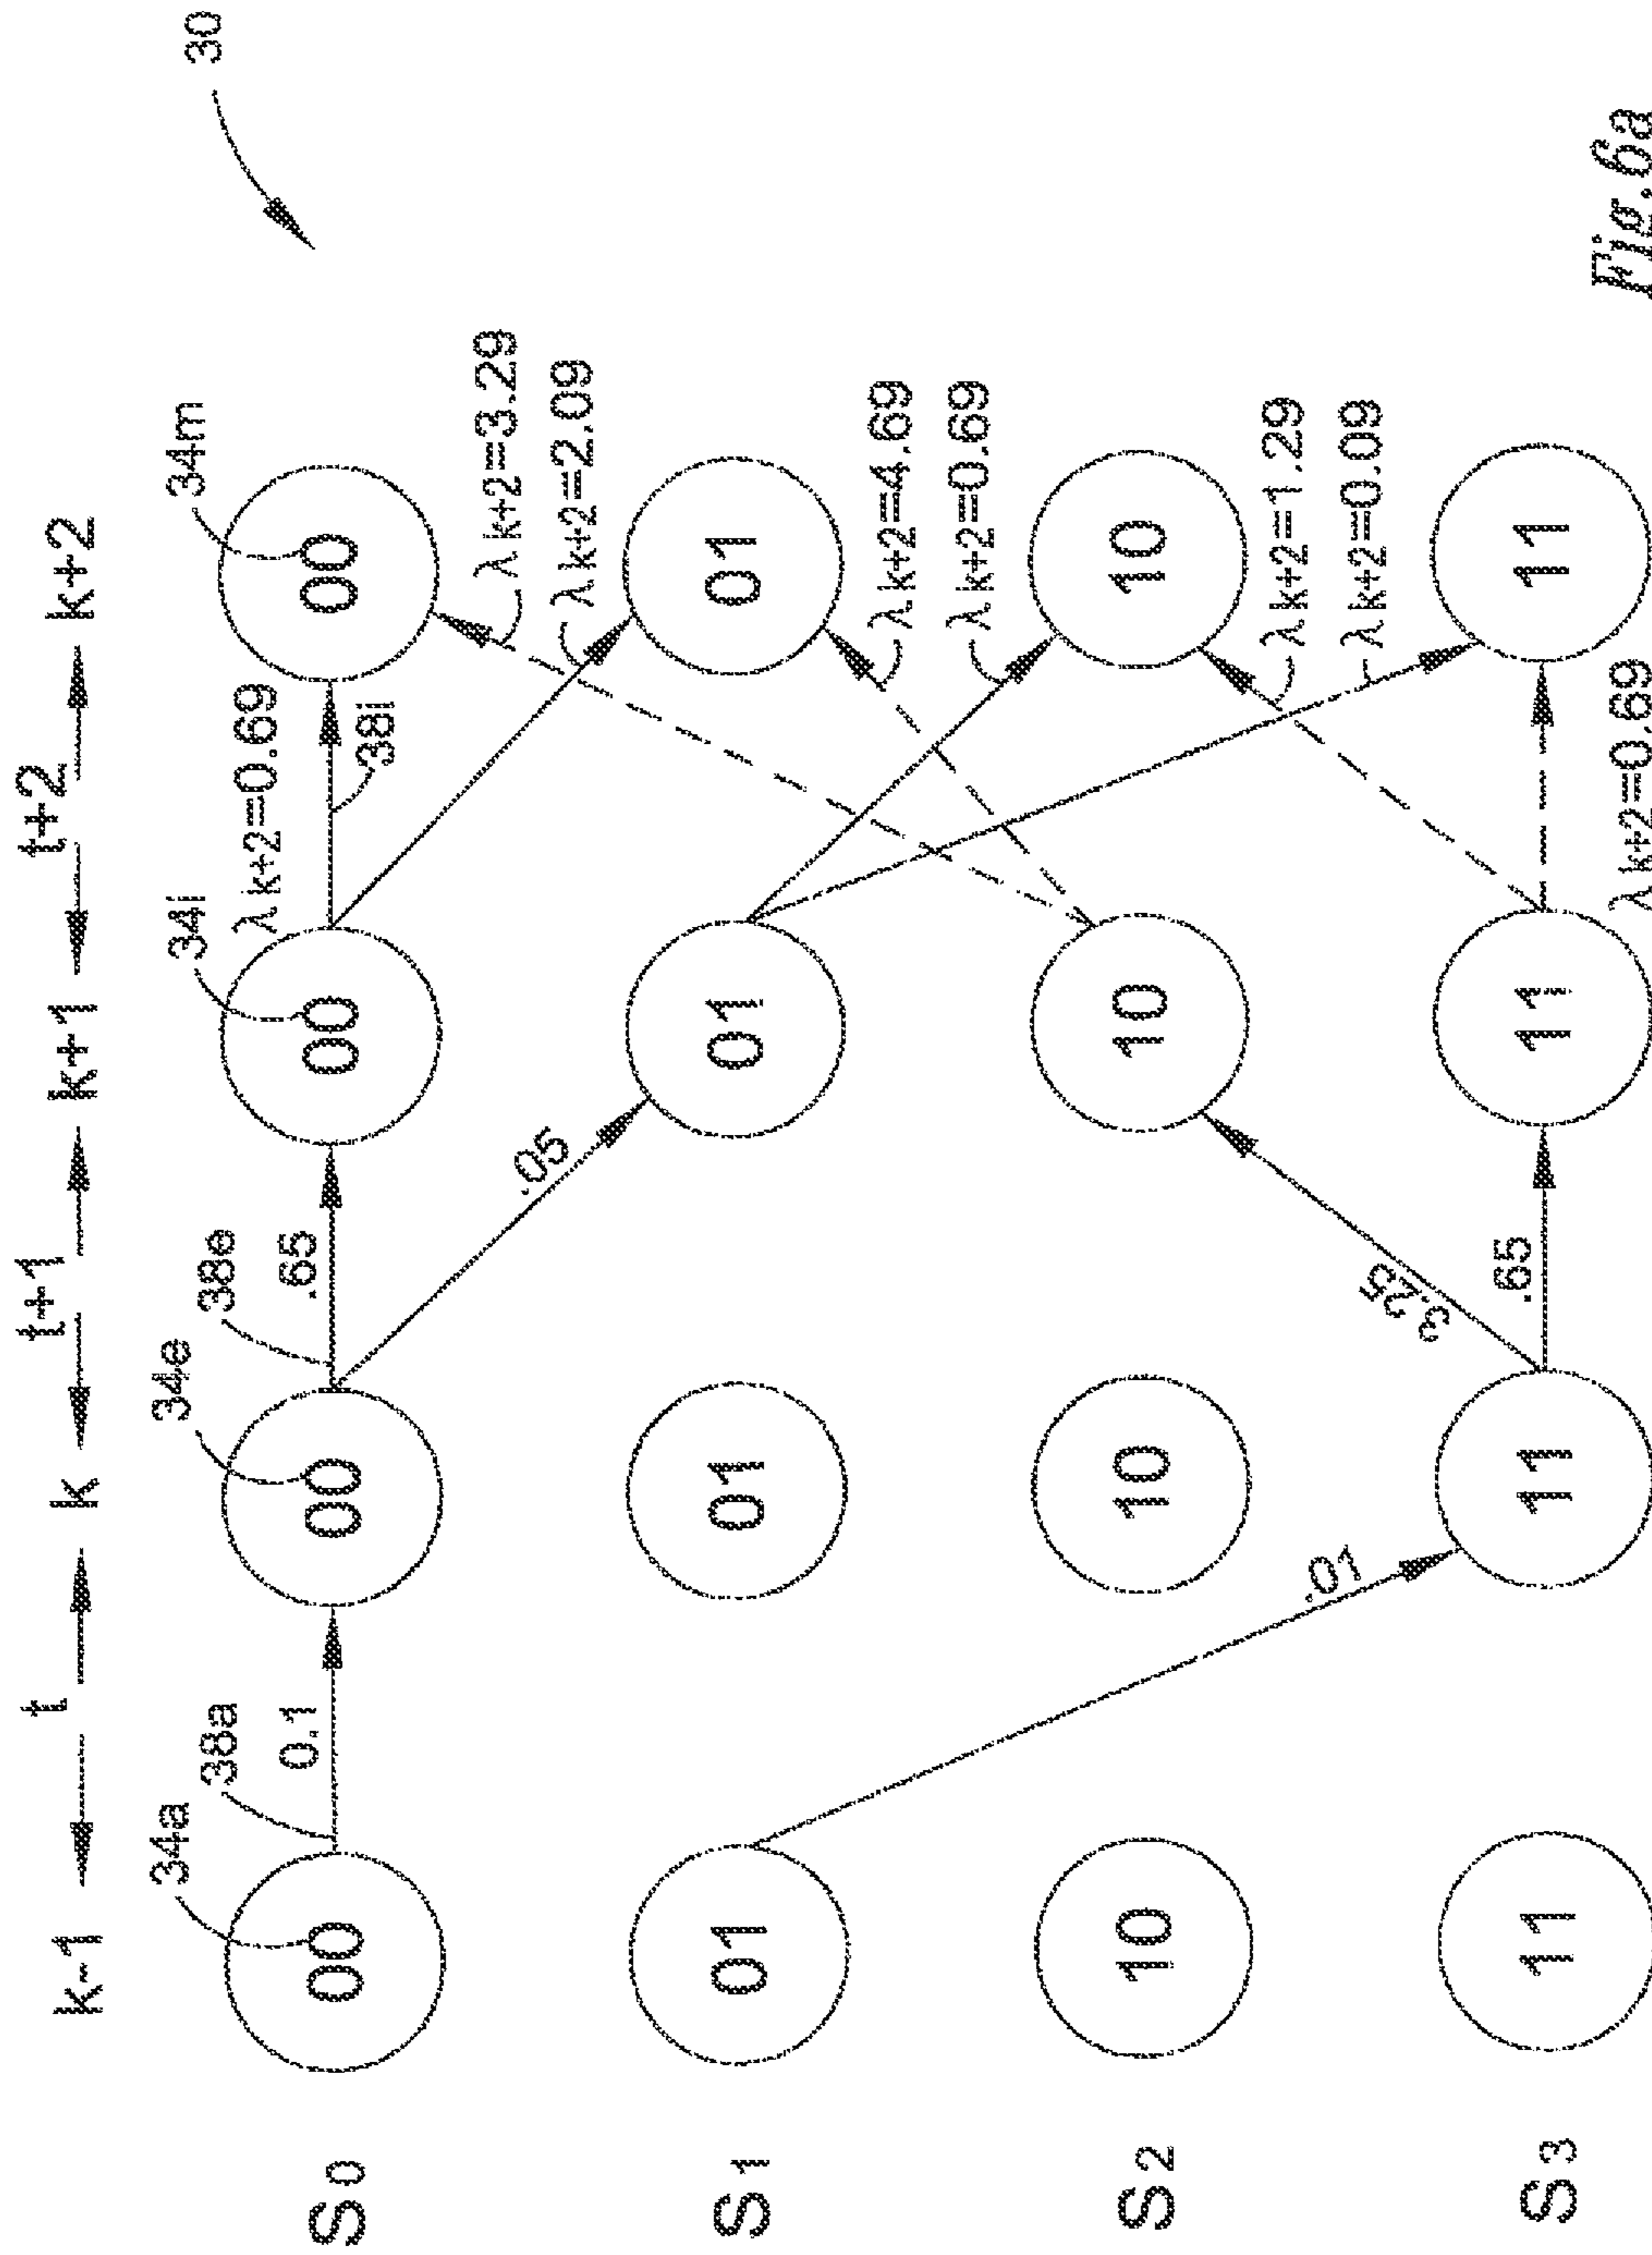 30
t t+1 t+2
k-1 k k+1 k+2
34a 34e 34i 34m
38a 38e
S0 00 0.1 00 .65 00 λk+2=0.69 00
38i
λk+2=3.29
.05
λk+2=2.09
S1 01 01 01 01
λk+2=4.69
λk+2=0.69
S2 10 10 10 10
.01
3.25
λk+2=1.29
λk+2=0.09
S3 11 11 .65 11 11
λk+2=0.69
Fig.6a